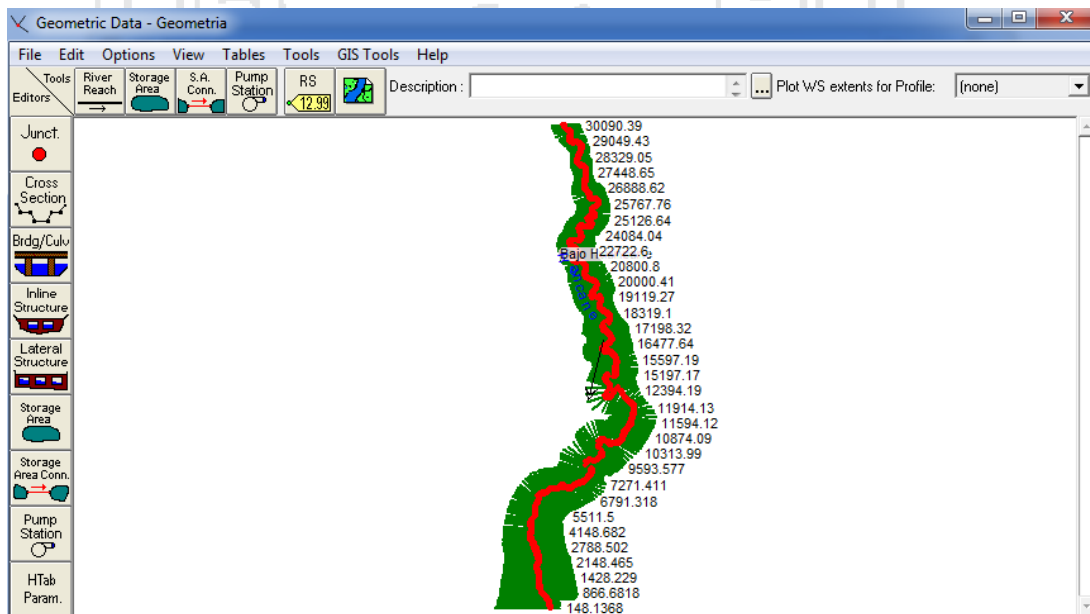 Geometric Data - Geometria
File Edit Options View Tables Tools GIS Tools Help
Tools
Editors
River
Reach
Storage
Area
S.A.
Conn.
Pump
Station
RS
12.99
Description :
...
Plot WS extents for Profile:
(none)
Junct.
Cross
Section
Brdg/Culv
Inline
Structure
Lateral
Structure
Storage
Area
Storage
Area Conn.
Pump
Station
HTab
Param.
30090.39
29049.43
28329.05
27448.65
26888.62
25767.76
25126.64
24084.04
Bajo H
22722.6
20800.8
20000.41
19119.27
18319.1
17198.32
16477.64
15597.19
15197.17
12394.19
11914.13
11594.12
10874.09
10313.99
9593.577
7271.411
6791.318
5511.5
4148.682
2788.502
2148.465
1428.229
866.6818
148.1368